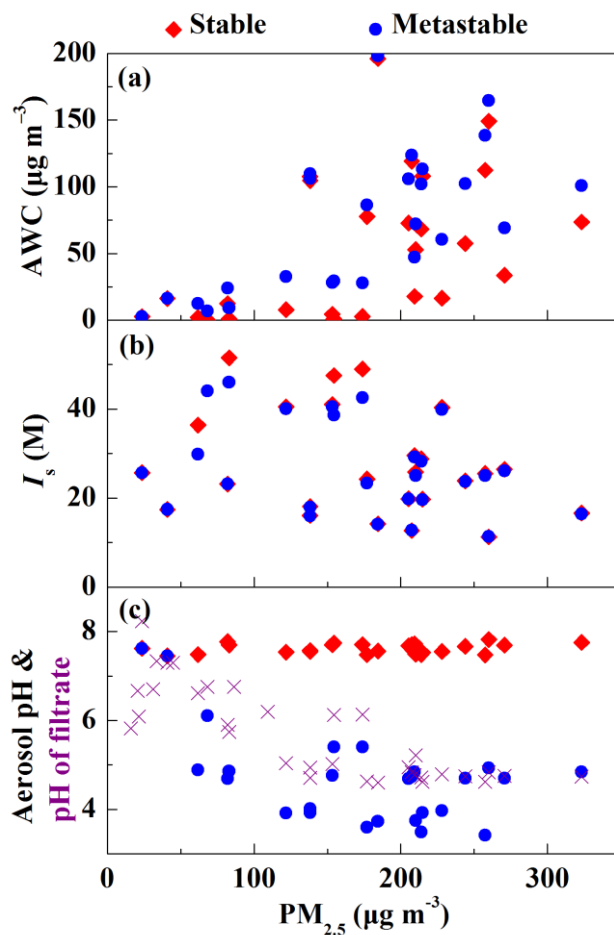 Stable Metastable
(a)
AWC (µg m⁻³)
200
150
100
50
0
(b)
Iₛ (M)
40
20
0
(c)
Aerosol pH &
pH of filtrate
8
6
4
0 100 200 300
PM₂.₅ (µg m⁻³)